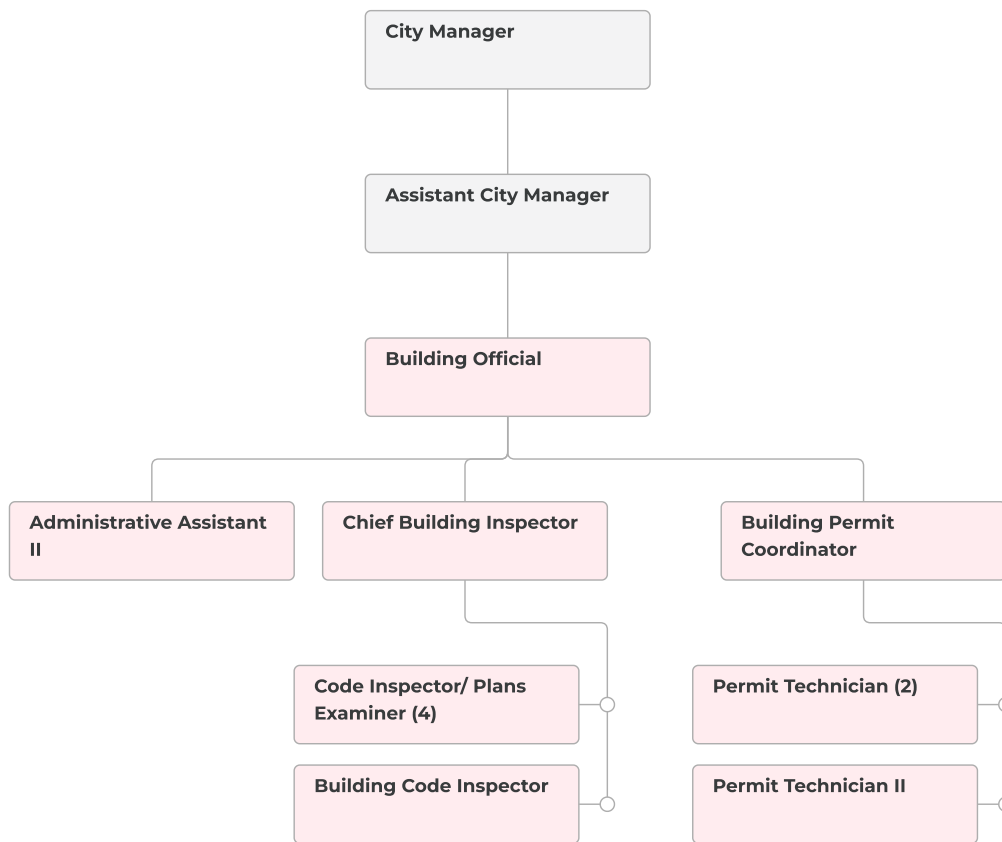 City Manager
Assistant City Manager
Building Official
Administrative Assistant
II
Chief Building Inspector
Building Permit
Coordinator
Code Inspector/ Plans
Examiner (4)
Permit Technician (2)
Building Code Inspector
Permit Technician II